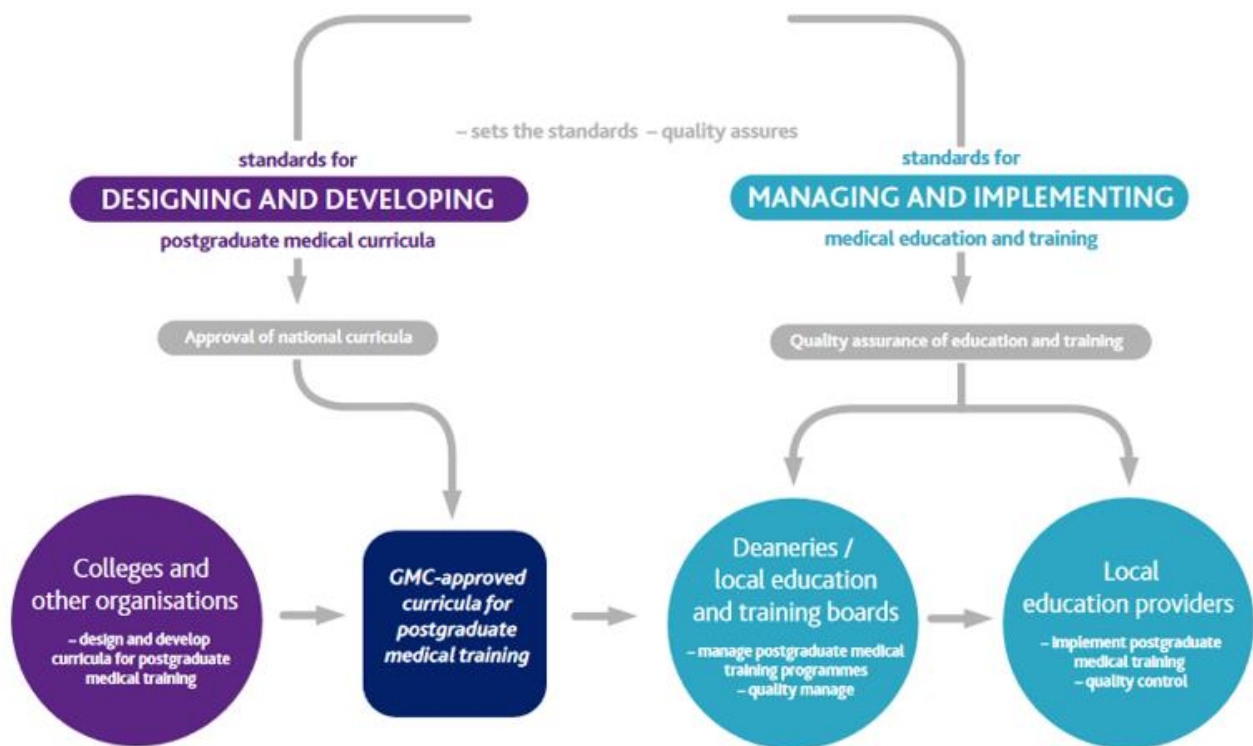 – sets the standards – quality assures
standards for
DESIGNING AND DEVELOPING
postgraduate medical curricula
standards for
MANAGING AND IMPLEMENTING
medical education and training
Approval of national curricula
Quality assurance of education and training
Colleges and
other organisations
– design and develop
curricula for postgraduate
medical training
GMC-approved
curricula for
postgraduate
medical training
Deaneries /
local education
and training boards
– manage postgraduate medical
training programmes
– quality manage
Local
education providers
– implement postgraduate
medical training
– quality control